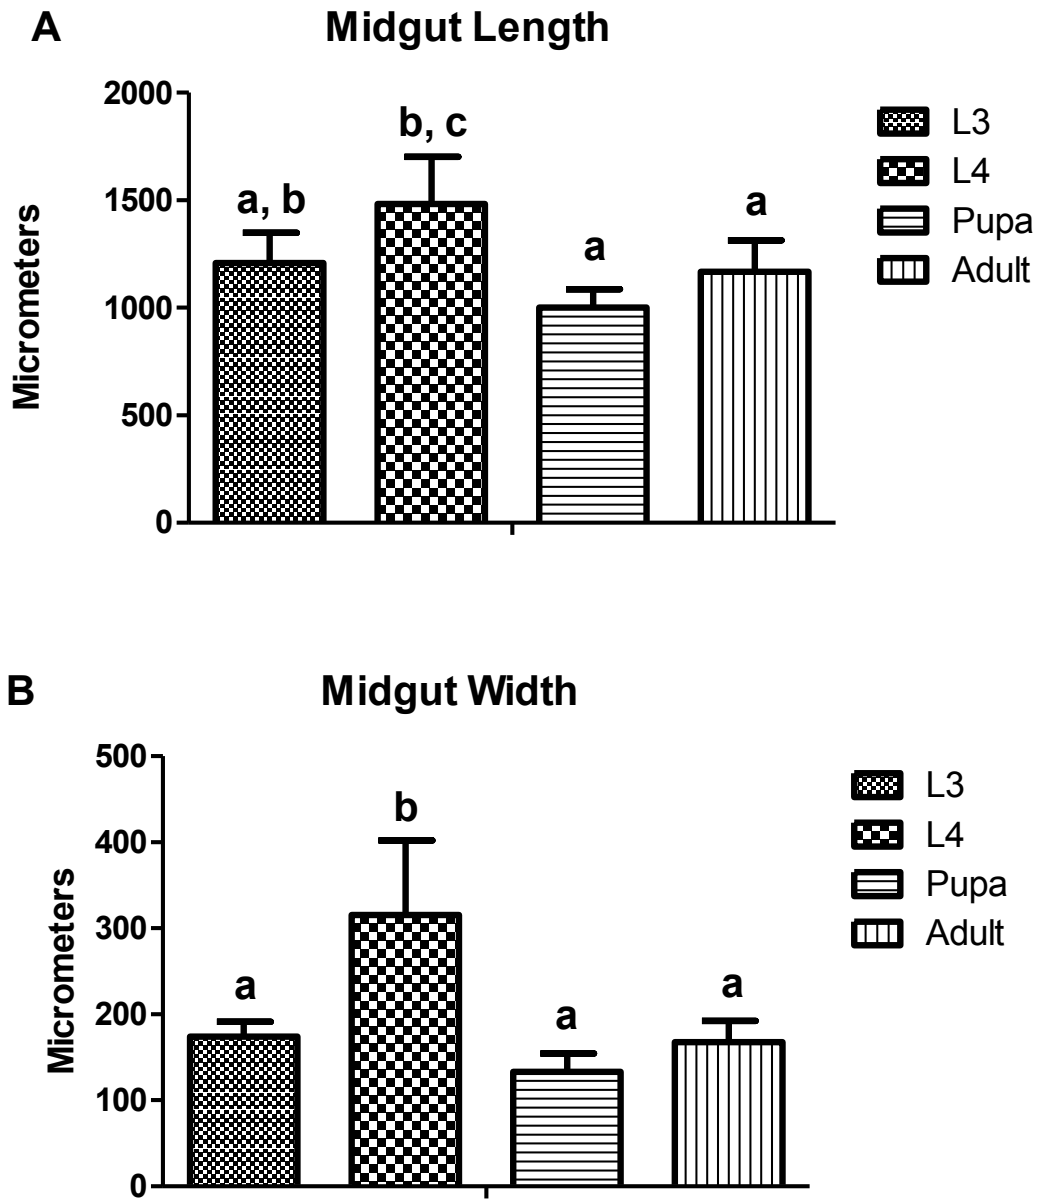 A
Midgut Length
2000
1500
1000
500
0
Micrometers
a, b
b, c
a
a
L3
L4
Pupa
Adult
B
Midgut Width
500
400
300
200
100
0
Micrometers
a
b
a
a
L3
L4
Pupa
Adult